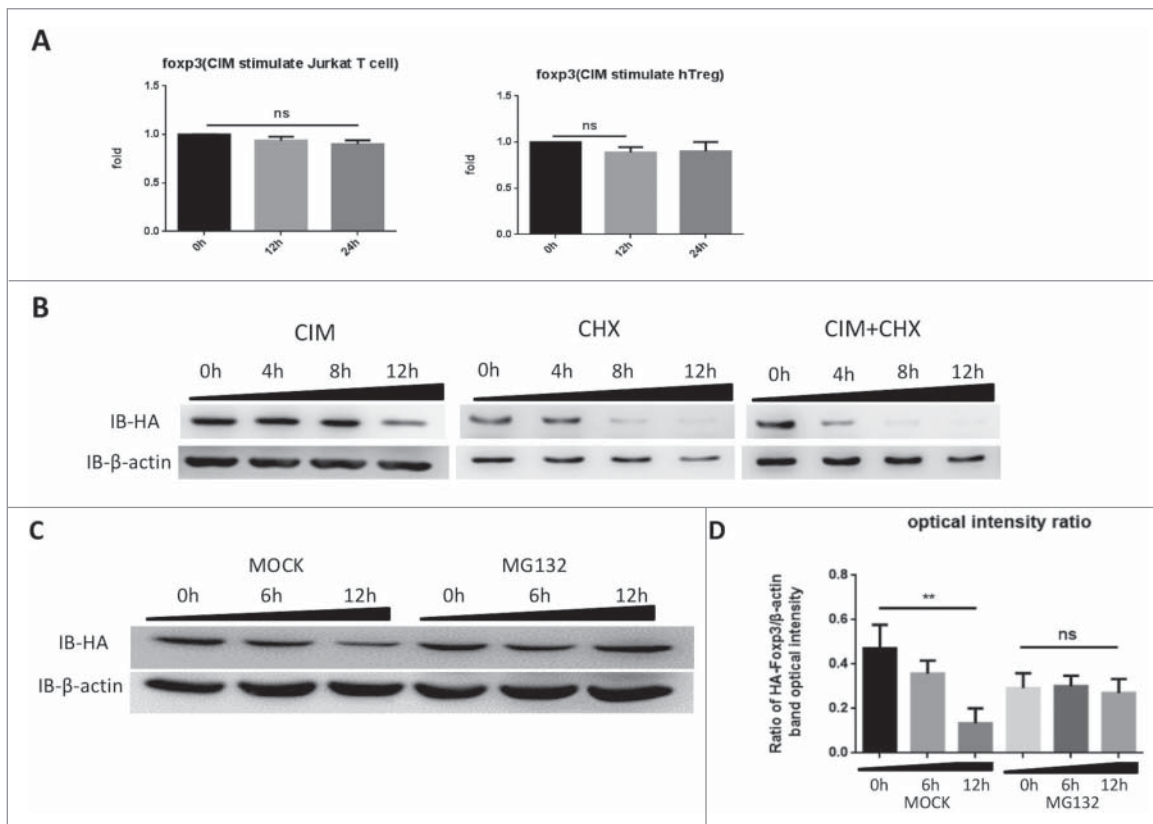 A
foxp3(CIM stimulate Jurkat T cell)
1.5
1.0
0.5
0.0
fold
ns
0h
12h
24h
foxp3(CIM stimulate hTreg)
1.5
1.0
0.5
0.0
fold
ns
0h
12h
24h
B
CIM
CHX
CIM+CHX
0h 4h 8h 12h
0h 4h 8h 12h
0h 4h 8h 12h
IB-HA
IB-β-actin
C
MOCK
MG132
0h 6h 12h
0h 6h 12h
IB-HA
IB-β-actin
D
optical intensity ratio
Ratio of HA-Foxp3/β-actin
band optical intensity
0.8
0.6
0.4
0.2
0.0
**
ns
0h 6h 12h
0h 6h 12h
MOCK
MG132